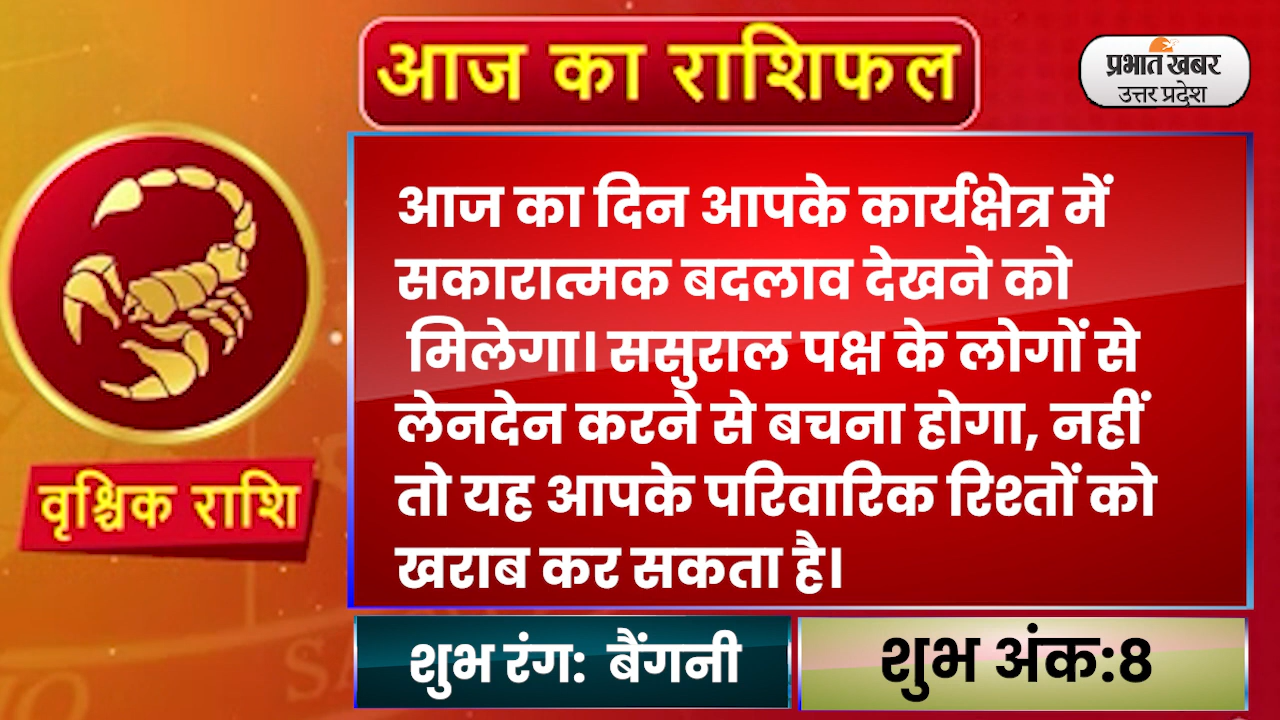 आज का राशिफल
प्रभात खबर
उत्तर प्रदेश
आज का दिन आपके कार्यक्षेत्र में
सकारात्मक बदलाव देखने को
मिलेगा। ससुराल पक्ष के लोगों से
लेनदेन करने से बचना होगा, नहीं
तो यह आपके परिवारिक रिश्तों को
खराब कर सकता है।
वृश्चिक राशि
शुभ रंग: बैंगनी
शुभ अंक:8